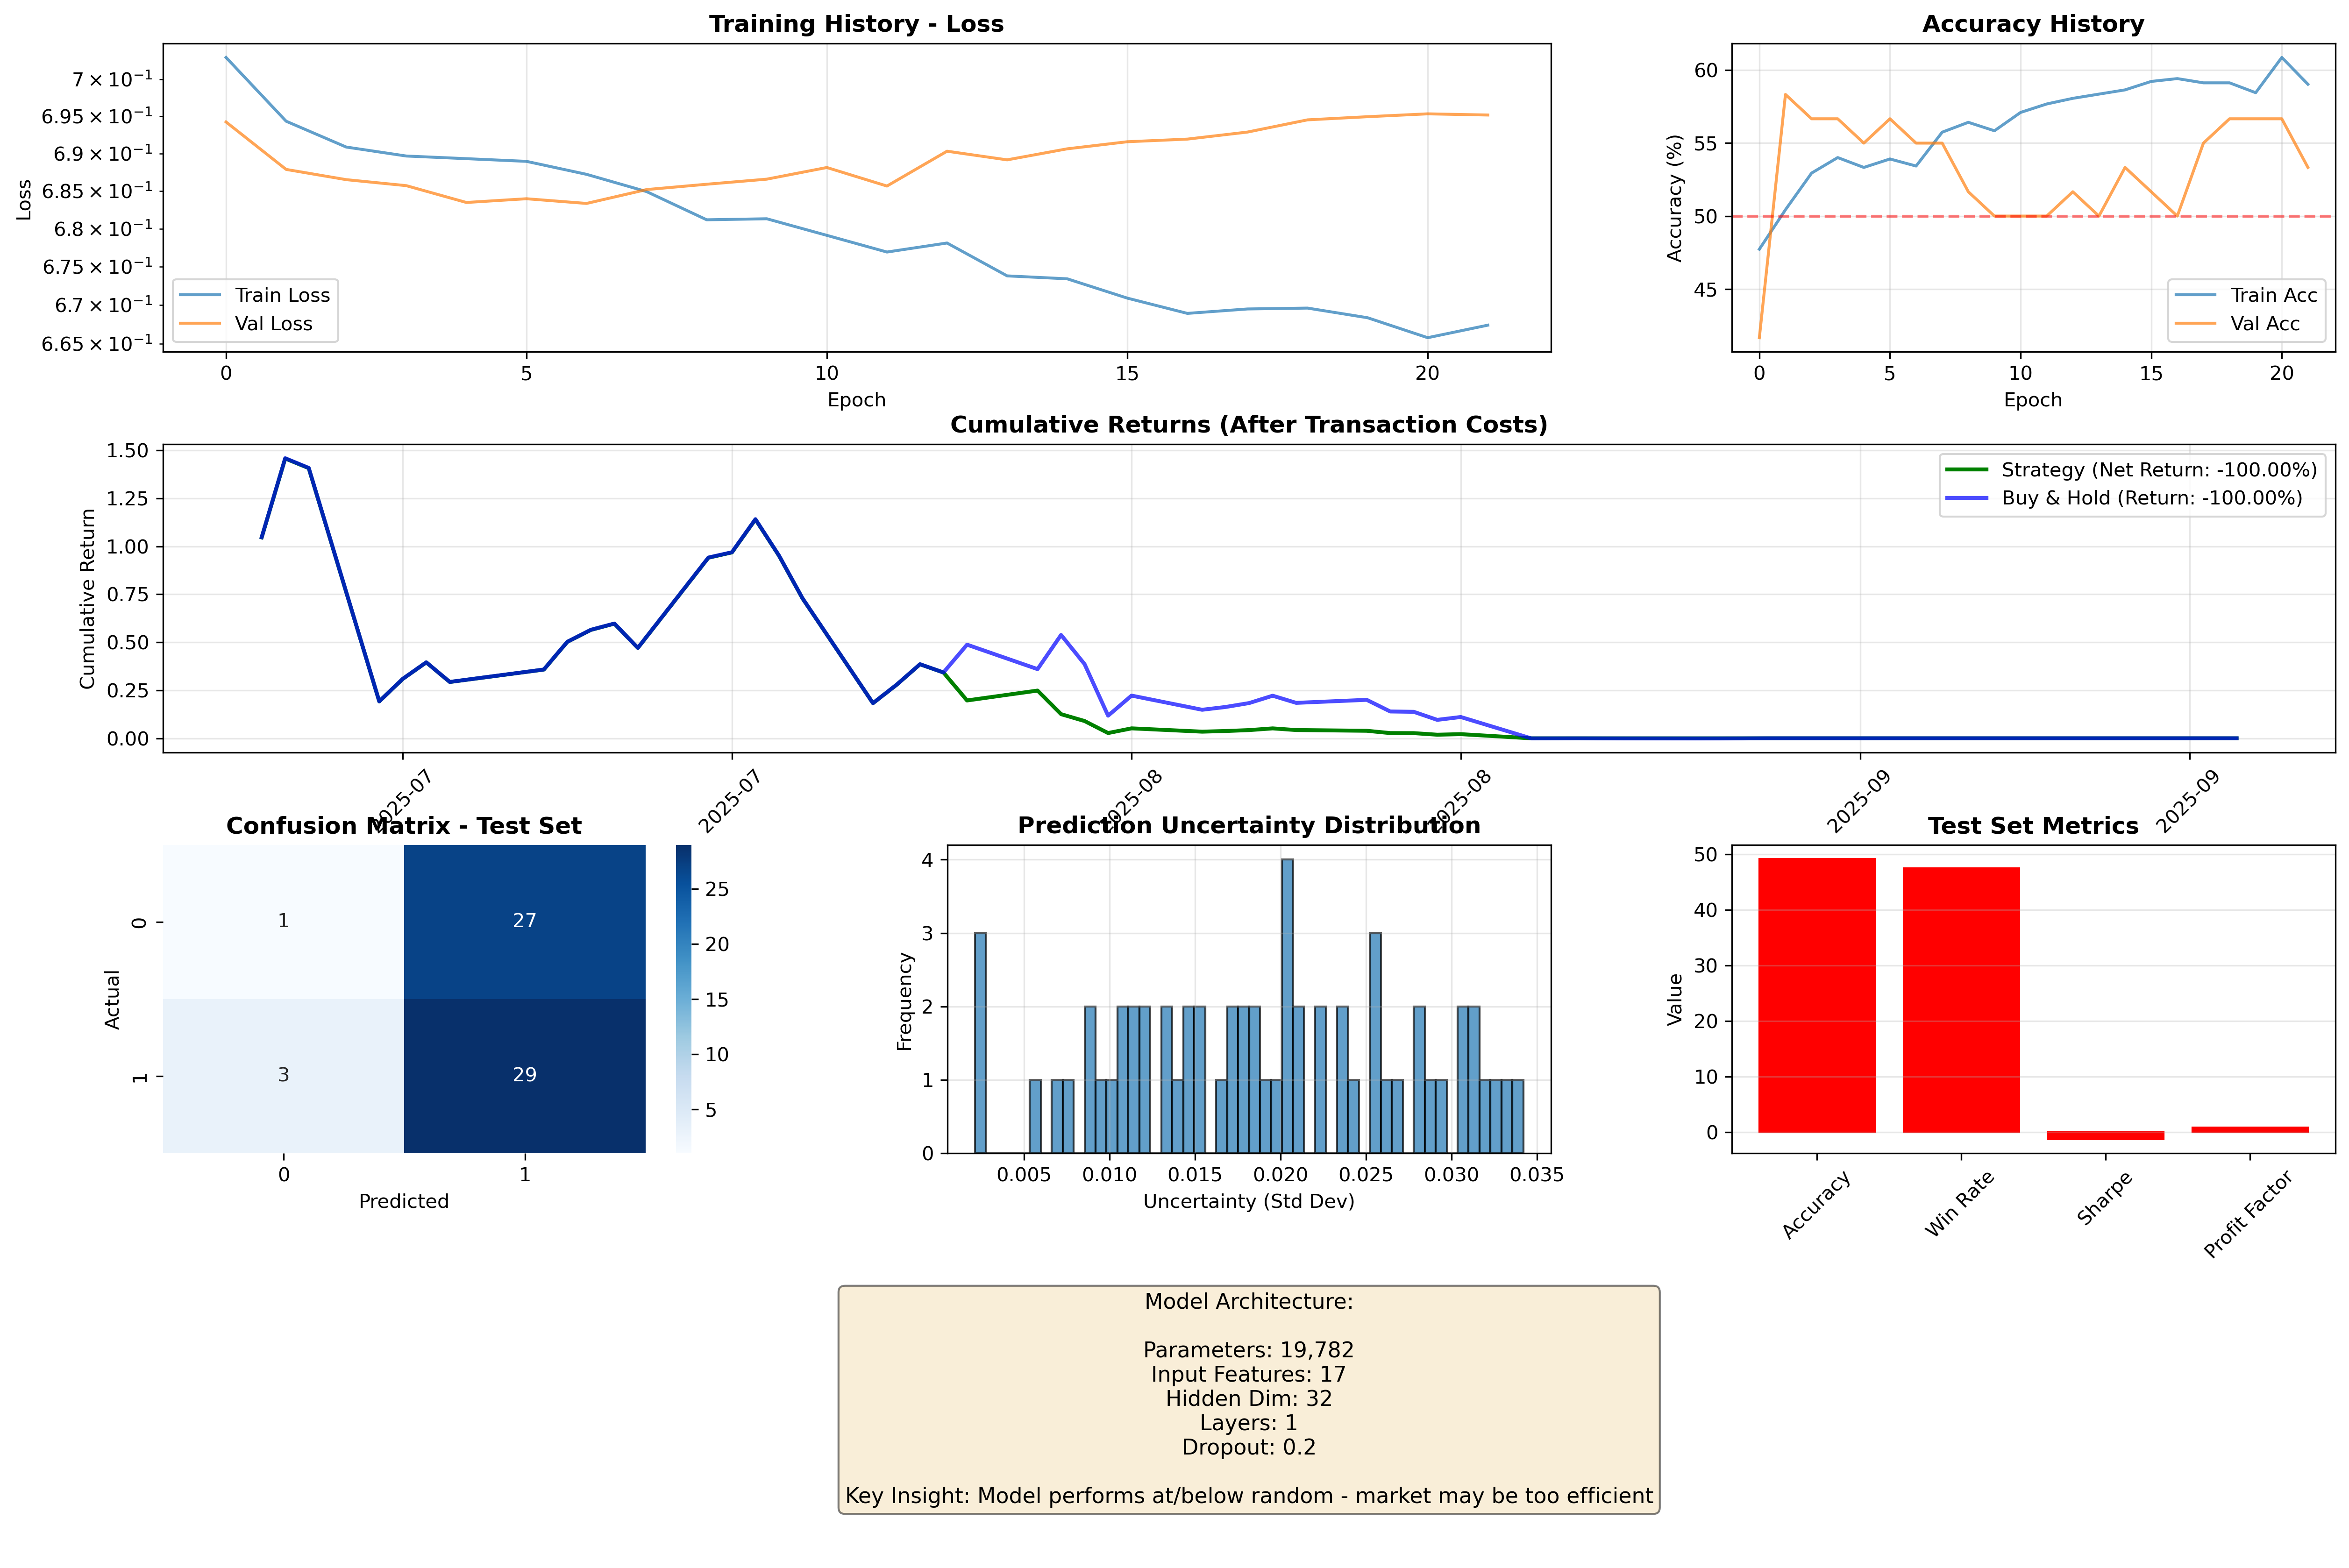 Training History - Loss
Loss
7 × 10⁻¹
6.95 × 10⁻¹
6.9 × 10⁻¹
6.85 × 10⁻¹
6.8 × 10⁻¹
6.75 × 10⁻¹
6.7 × 10⁻¹
6.65 × 10⁻¹
Train Loss
Val Loss
0 5 10 15 20
Epoch
Accuracy History
Accuracy (%)
60
55
50
45
Train Acc
Val Acc
0 5 10 15 20
Epoch
Cumulative Returns (After Transaction Costs)
Cumulative Return
1.50
1.25
1.00
0.75
0.50
0.25
0.00
Strategy (Net Return: -100.00%)
Buy & Hold (Return: -100.00%)
2025-07 2025-07 2025-08 2025-08 2025-09 2025-09
Confusion Matrix - Test Set
Actual
0
1
1 27
3 29
0 1
Predicted
25
20
15
10
5
Prediction Uncertainty Distribution
Frequency
4
3
2
1
0
0.005 0.010 0.015 0.020 0.025 0.030 0.035
Uncertainty (Std Dev)
Test Set Metrics
Value
50
40
30
20
10
0
Accuracy
Win Rate
Sharpe
Profit Factor
Model Architecture:
Parameters: 19,782
Input Features: 17
Hidden Dim: 32
Layers: 1
Dropout: 0.2
Key Insight: Model performs at/below random - market may be too efficient